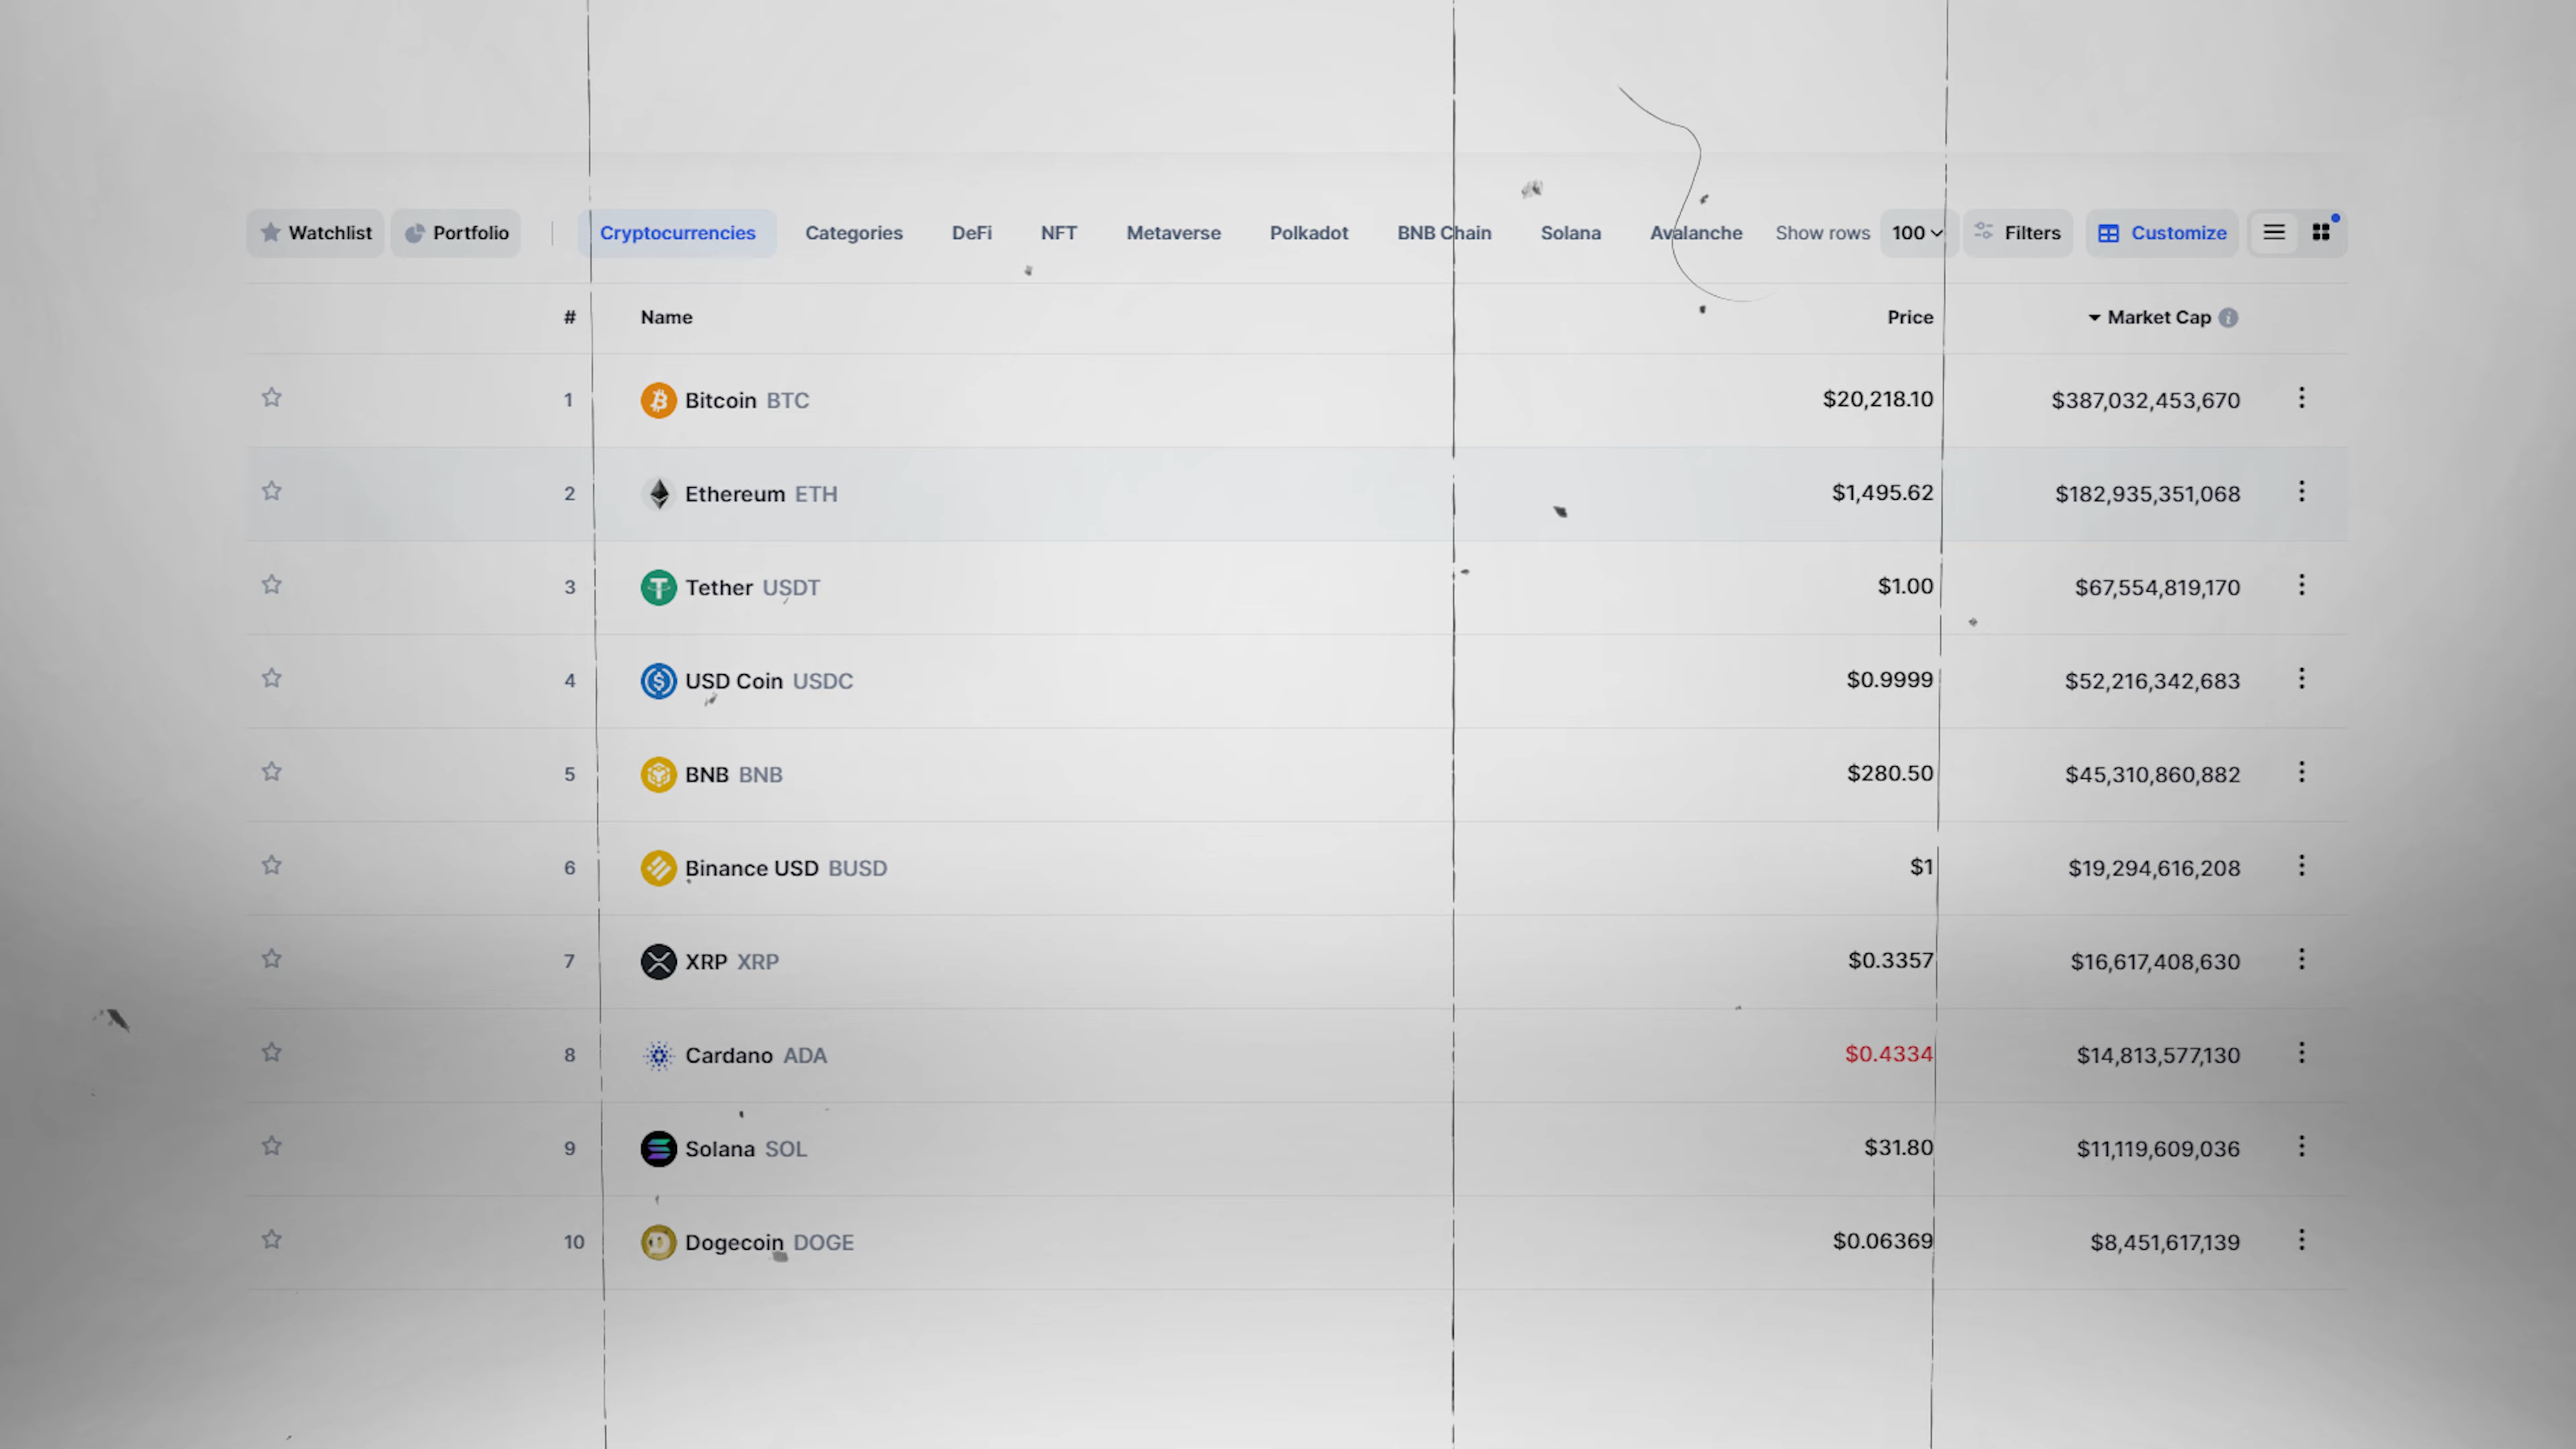 Watchlist Portfolio Cryptocurrencies Categories DeFi NFT Metaverse Polkadot BNB Chain Solana Avalanche Show rows 100 Filters Customize
# Name Price Market Cap
1 Bitcoin BTC $20,218.10 $387,032,453,670
2 Ethereum ETH $1,495.62 $182,935,351,068
3 Tether USDT $1.00 $67,554,819,170
4 USD Coin USDC $0.9999 $52,216,342,683
5 BNB BNB $280.50 $45,310,860,882
6 Binance USD BUSD $1 $19,294,616,208
7 XRP XRP $0.3357 $16,617,408,630
8 Cardano ADA $0.4334 $14,813,577,130
9 Solana SOL $31.80 $11,119,609,036
10 Dogecoin DOGE $0.06369 $8,451,617,139